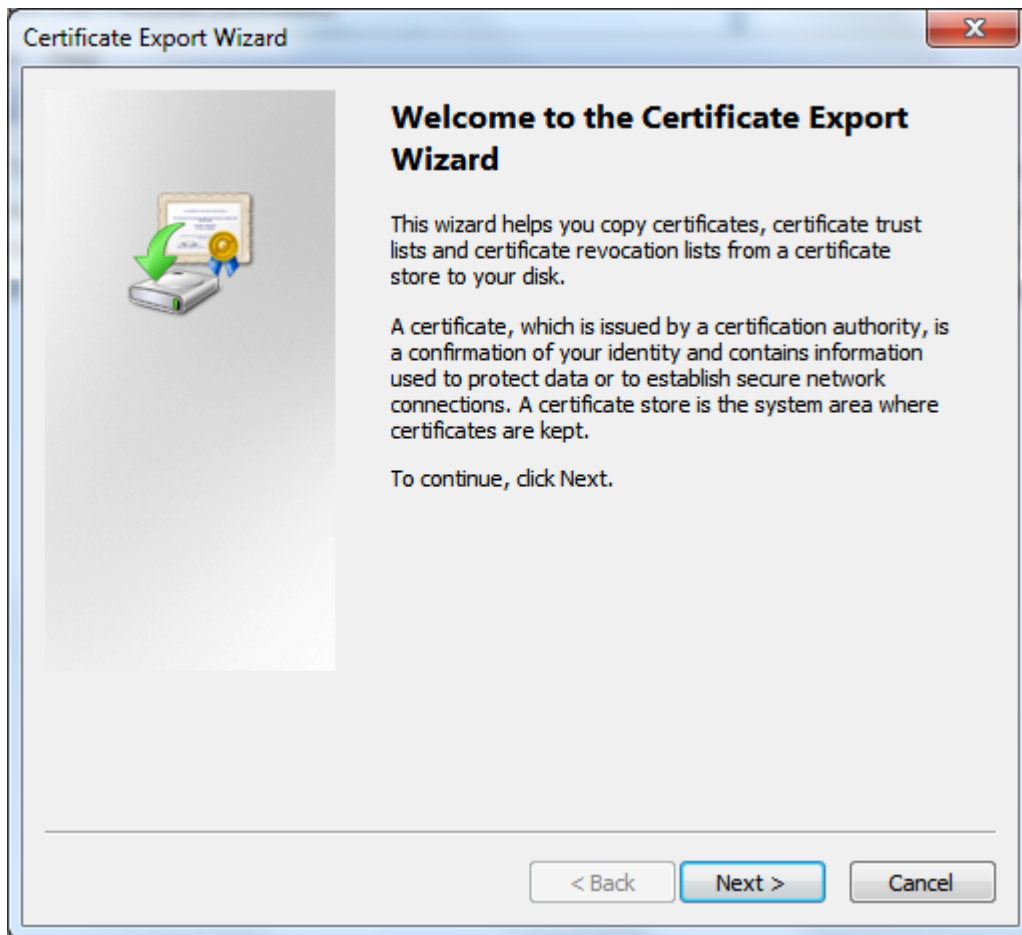 Certificate Export Wizard
Welcome to the Certificate Export
Wizard
This wizard helps you copy certificates, certificate trust
lists and certificate revocation lists from a certificate
store to your disk.
A certificate, which is issued by a certification authority, is
a confirmation of your identity and contains information
used to protect data or to establish secure network
connections. A certificate store is the system area where
certificates are kept.
To continue, click Next.
< Back
Next >
Cancel